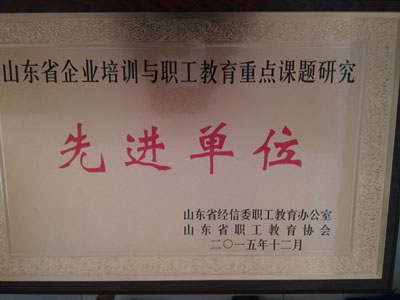 山东省企业培训与职工教育重点课题研究
先进单位
山东省经信委职工教育办公室
山东省职工教育协会
二〇一五年十二月